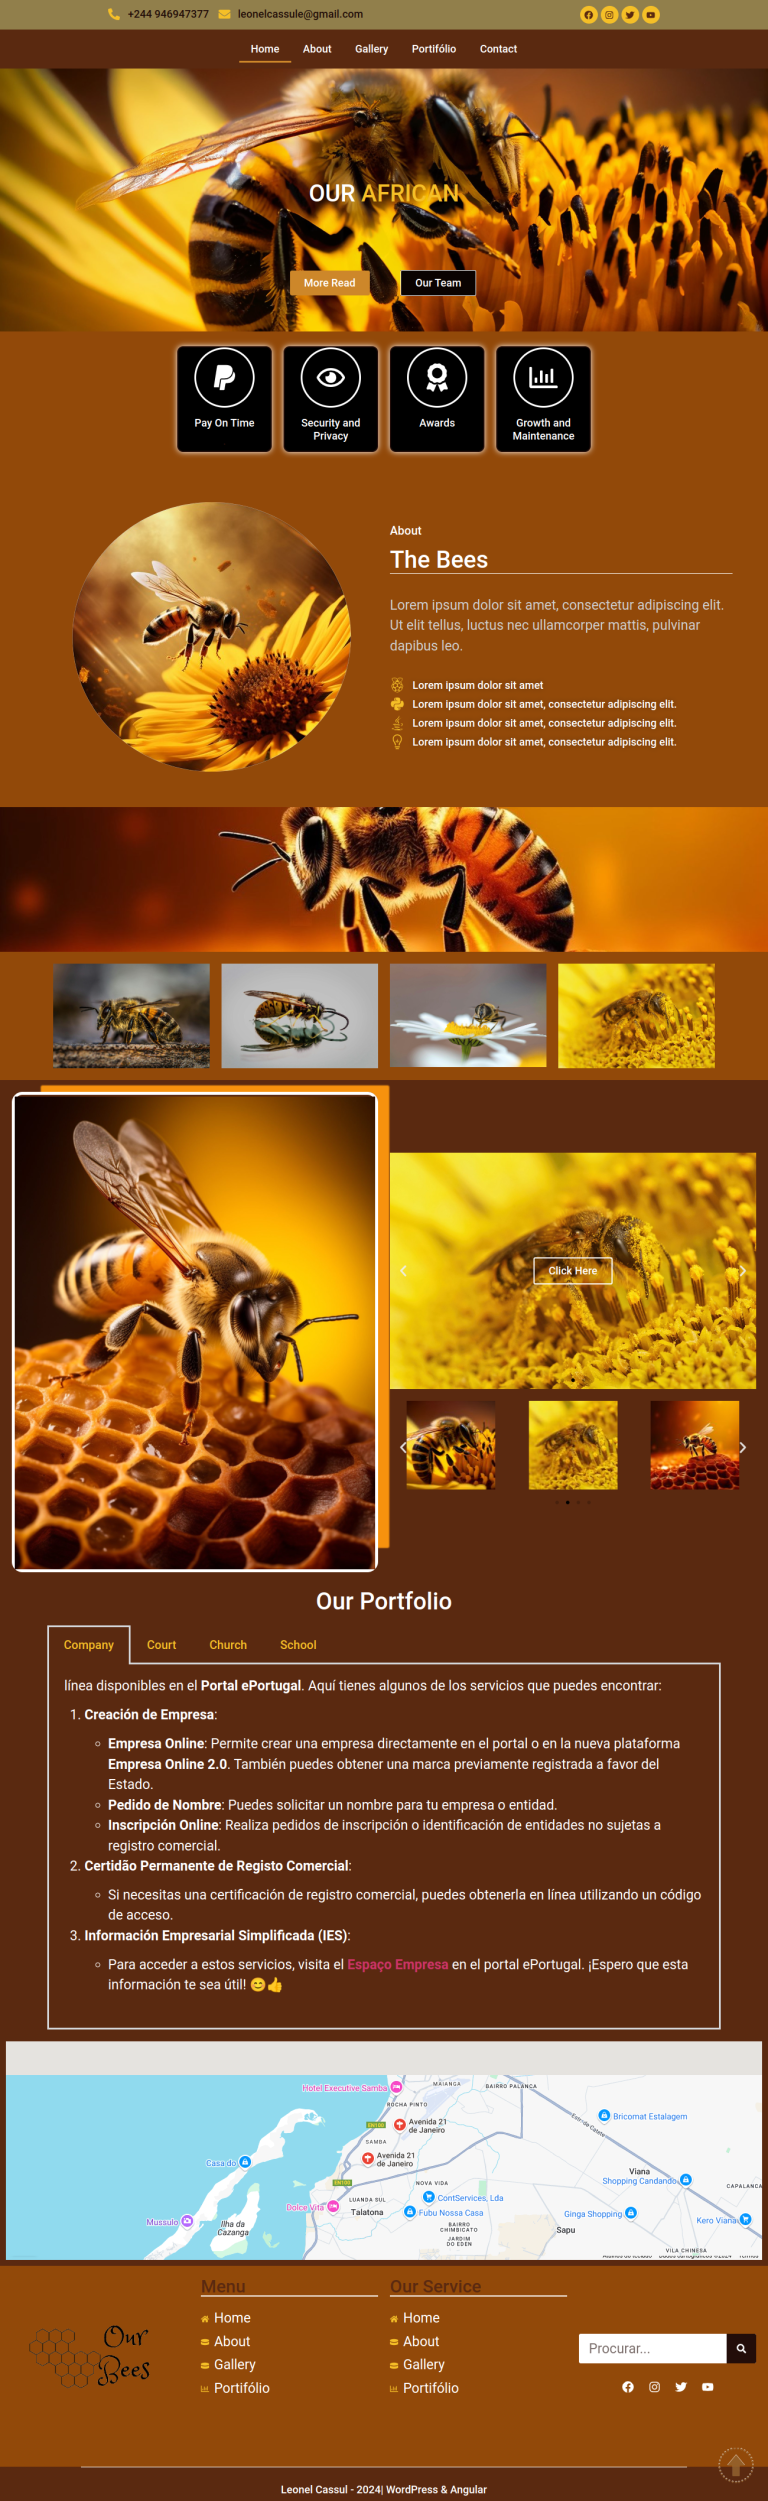 +244 946947377 leonelcassule@gmail.com
Home About Gallery Portifólio Contact
OUR AFRICAN
More Read Our Team
Pay On Time
Security and
Privacy
Awards
Growth and
Maintenance
About
The Bees
Lorem ipsum dolor sit amet, consectetur adipiscing elit.
Ut elit tellus, luctus nec ullamcorper mattis, pulvinar
dapibus leo.
Lorem ipsum dolor sit amet
Lorem ipsum dolor sit amet, consectetur adipiscing elit.
Lorem ipsum dolor sit amet, consectetur adipiscing elit.
Lorem ipsum dolor sit amet, consectetur adipiscing elit.
Click Here
Our Portfolio
Company Court Church School
línea disponibles en el Portal ePortugal. Aquí tienes algunos de los servicios que puedes encontrar:
1. Creación de Empresa:
Empresa Online: Permite crear una empresa directamente en el portal o en la nueva plataforma
Empresa Online 2.0. También puedes obtener una marca previamente registrada a favor del
Estado.
Pedido de Nombre: Puedes solicitar un nombre para tu empresa o entidad.
Inscripción Online: Realiza pedidos de inscripción o identificación de entidades no sujetas a
registro comercial.
2. Certidão Permanente de Registo Comercial:
Si necesitas una certificación de registro comercial, puedes obtenerla en línea utilizando un código
de acceso.
3. Información Empresarial Simplificada (IES):
Para acceder a estos servicios, visita el Espaço Empresa en el portal ePortugal. ¡Espero que esta
información te sea útil! 😊👍
Hotel Executive Samba
MAIANGA
BAIRRO PALANCA
ROCHA PINTO
EN100
Avenida 21
de Janeiro
Bricomat Estalagem
Estr. de Catete
SAMBA
Avenida 21
de Janeiro
Casa do
Viana
Shopping Candando
EN100
NOVA VIDA
CAPALANCA
LUANDA SUL
ContServices, Lda
Dolce Vita
Talatona
Fubu Nossa Casa
Ginga Shopping
Kero Viana
Mussulo
Ilha da
Cazanga
BAIRRO
CHIMBICATO
Sapu
JARDIM
DO EDEN
VILA CHINESA
Menu
Home
About
Gallery
Portifólio
Our Service
Home
About
Gallery
Portifólio
Our
Bees
Procurar...
Leonel Cassul - 2024| WordPress & Angular